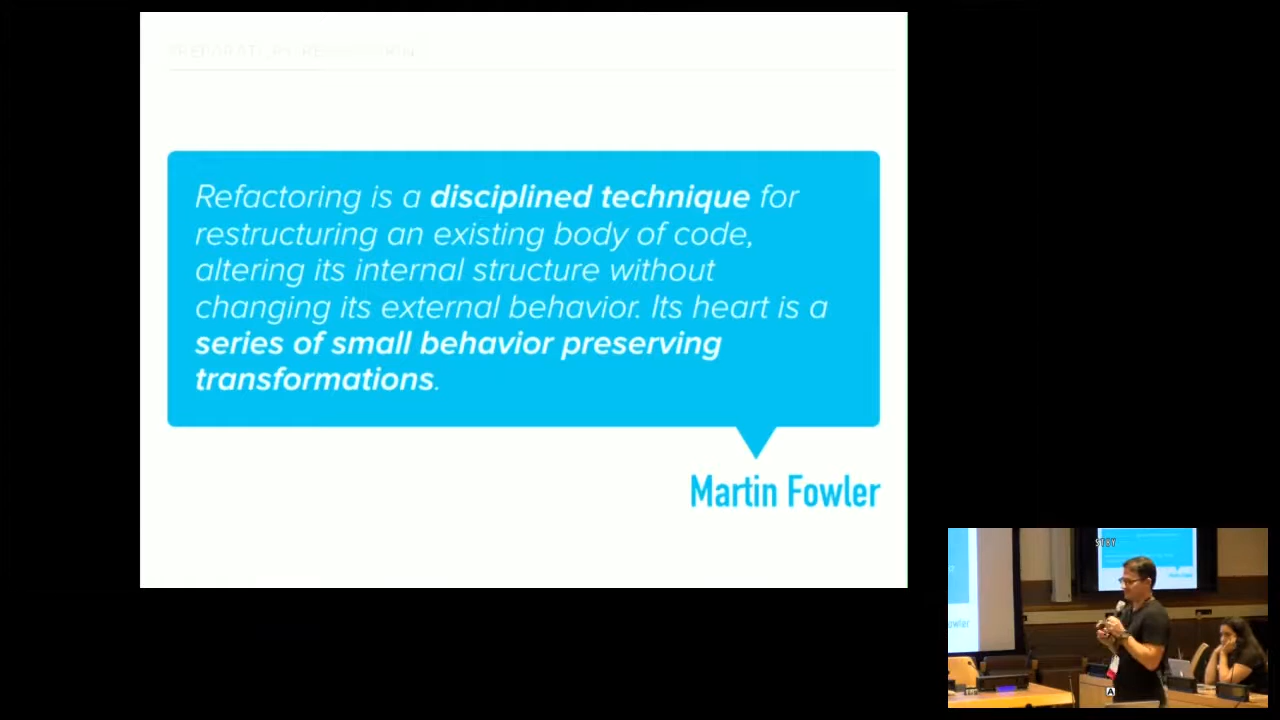 Refactoring is a disciplined technique for
restructuring an existing body of code,
altering its internal structure without
changing its external behavior. Its heart is a
series of small behavior preserving
transformations.
Martin Fowler
STBY
A